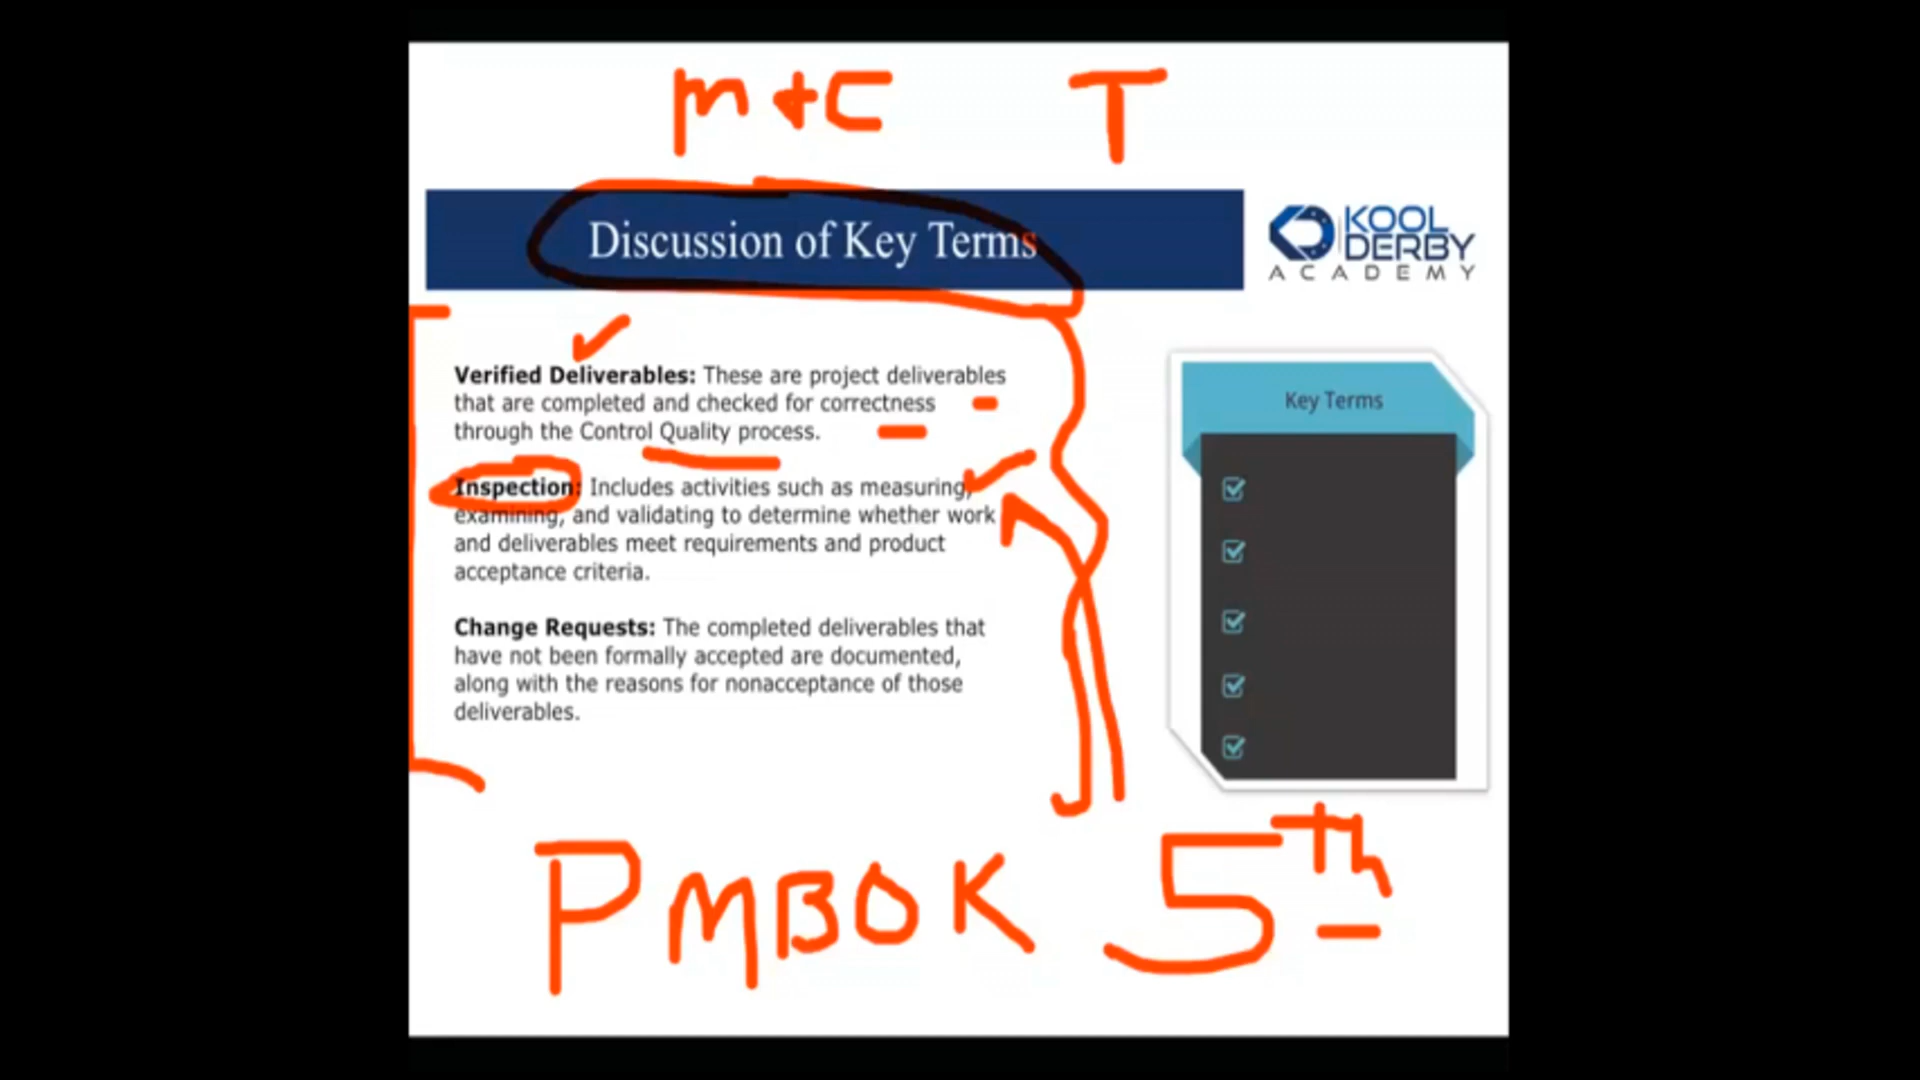 m+C T
Discussion of Key Terms
KOOL
DERBY
ACADEMY
Verified Deliverables: These are project deliverables
that are completed and checked for correctness
through the Control Quality process.
Inspection: Includes activities such as measuring,
examining, and validating to determine whether work
and deliverables meet requirements and product
acceptance criteria.
Change Requests: The completed deliverables that
have not been formally accepted are documented,
along with the reasons for nonacceptance of those
deliverables.
Key Terms
PMBOK 5th